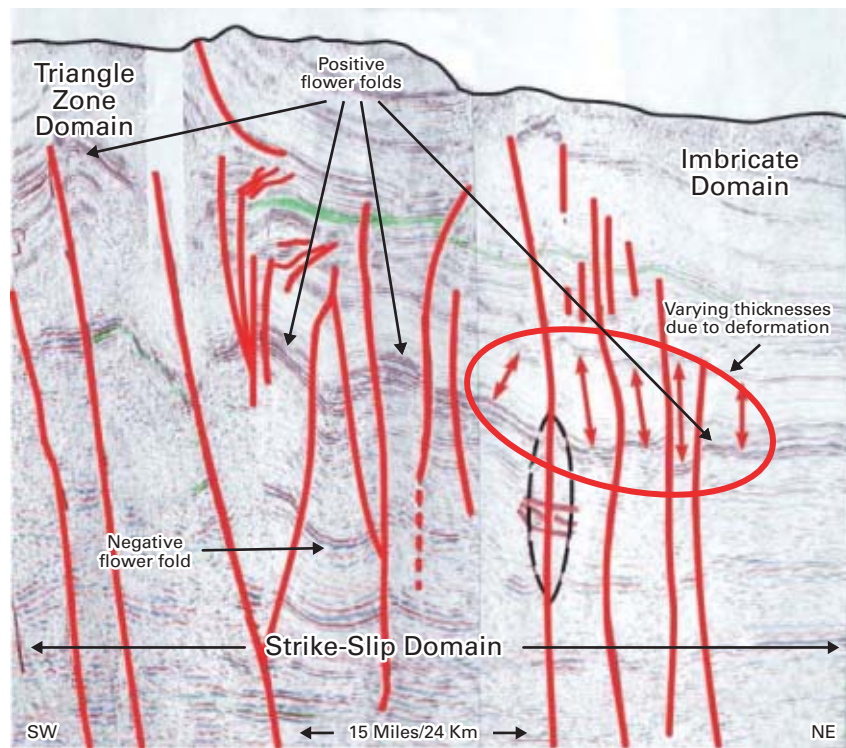 Triangle
Zone
Domain
Positive
flower folds
Imbricate
Domain
Varying thicknesses
due to deformation
Negative
flower fold
Strike-Slip Domain
SW
15 Miles/24 Km
NE